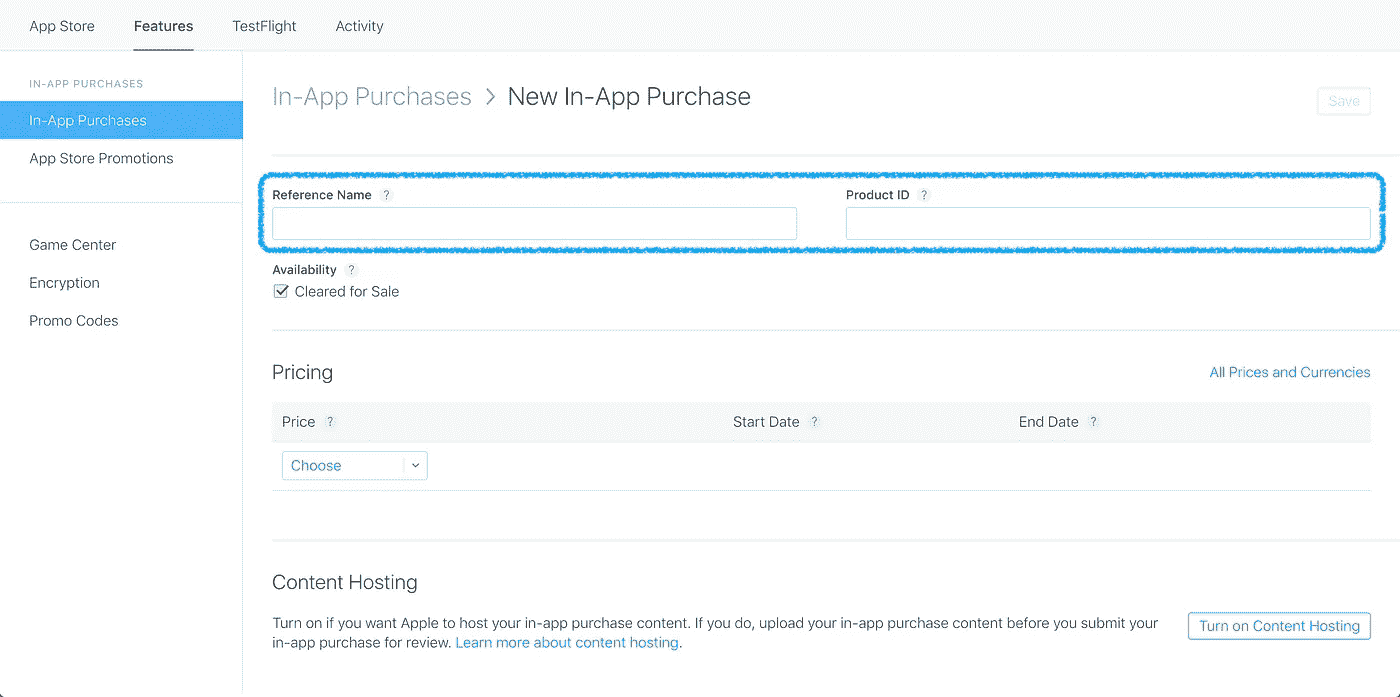 App Store Features TestFlight Activity
IN-APP PURCHASES
In-App Purchases
App Store Promotions
Game Center
Encryption
Promo Codes
In-App Purchases > New In-App Purchase
Save
Reference Name ? Product ID ?
Availability ?
Cleared for Sale
Pricing All Prices and Currencies
Price ? Start Date ? End Date ?
Choose
Content Hosting
Turn on if you want Apple to host your in-app purchase content. If you do, upload your in-app purchase content before you submit your
in-app purchase for review. Learn more about content hosting.
Turn on Content Hosting